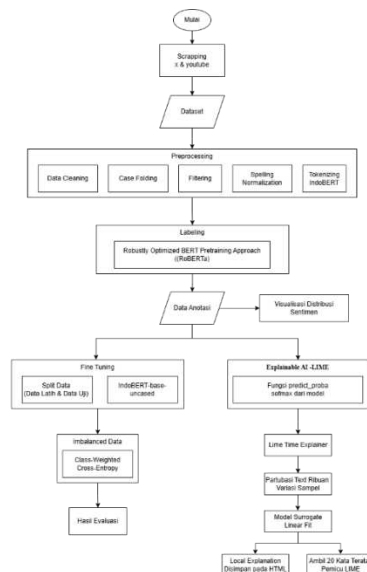 Mulai
Scrapping
x & youtube
Dataset
Preprocessing
Data Cleaning
Case Folding
Filtering
Spelling
Normalization
Tokenizing
IndoBERT
Labeling
Robustly Optimized BERT Pretraining Approach
((RoBERTa)
Data Anotasi
Visualisasi Distribusi
Sentimen
Fine Tuning
Split Data
(Data Latih & Data Uji)
IndoBERT-base-
uncased
Explainable AI -LIME
Fungsi predict_proba
sofmax dari model
Imbalanced Data
Class-Weighted
Cross-Entropy
Lime Time Explainer
Hasil Evaluasi
Partubasi Terd Ribuan
Variasi Sampel
Model Surrogate
Linear Fit
Local Explanation
Disimpan pada HTML
Ambil 20 Kata Terata
Pemicu LIME